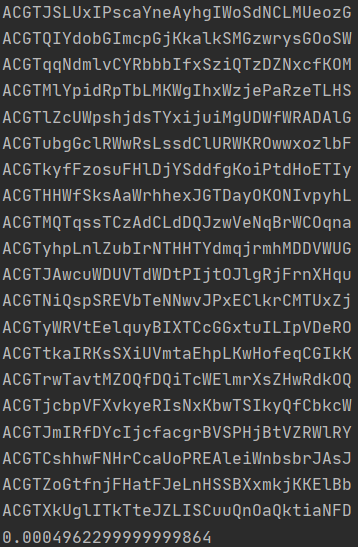 ACGTJSLUxIPscaYneAyhgIWoSdNCLMUeozG
ACGTQIYdobGImcpGjKkalkSMGzwrysGOoSW
ACGTqqNdmlvCYRbbbIfxSziQTzDZNxcfKOM
ACGTMlYpidRpTbLMKWgIhxWzjePaRzeTLHS
ACGTlZcUWpshjdsTYxijuiMgUDWfWRADAlG
ACGTubgGclRWwRsLssdClURWKROwwxozlbF
ACGTkyfFzosuFHlDjYSddfgKoiPtdHoETIy
ACGTHHWfSksAaWrhhexJGTDayOKONIvpyhL
ACGTMQTqssTCzAdCLdDQJzwVeNqBrWCOqna
ACGTyhpLnlZubIrNTHHTYdmqjrmhMDDVWUG
ACGTJAwcuWDUVTdWDtPIjtOJlgRjFrnXHqu
ACGTNiQspSREVbTeNNwvJPxEClkrCMTUxZj
ACGTyWRVtEelquyBIXTCcGGxtuILIpVDeRO
ACGTtkaIRKsSXiUVmtaEhpLKwHofeqCGIkK
ACGTrwTavtMZOQfDQiTcWElmrXsZHwRdkOQ
ACGTjcbpVFXvkyeRIsNxKbwTSIkyQfCbkcW
ACGTJmIRfDYcIjcfacgrBVSPHjBtVZRWlRY
ACGTCshhwFNHrCcaUoPREAleiWnbsbrJAsJ
ACGTZoGtfnjFHatFJeLnHSSBXxmkjKKElBb
ACGTXkUglITkTteJZLISCuuQnOaQktiaNFD
0.0004962299999999864